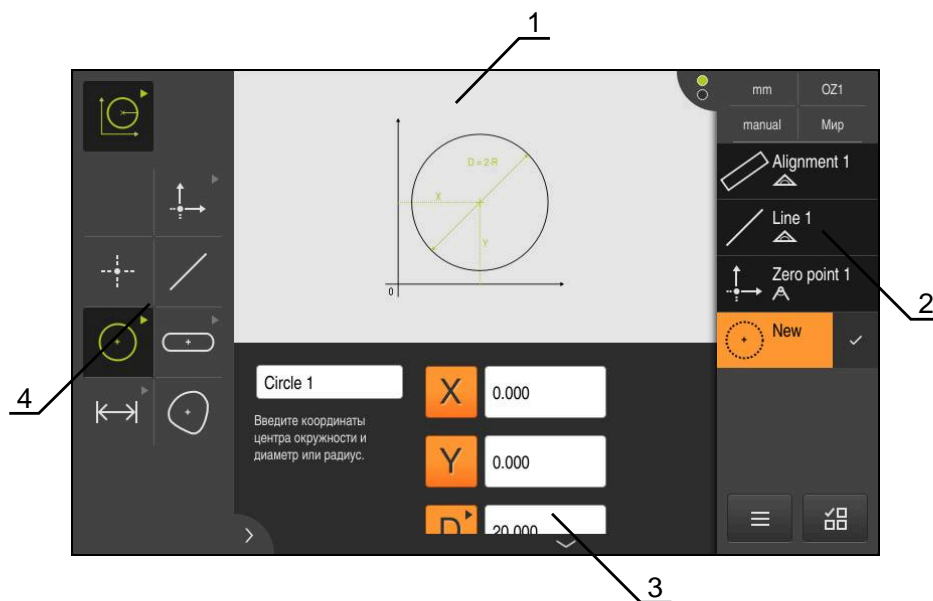 1
mm
OZ1
manual
Мир
D=2·R
X
Y
0
Alignment 1
Line 1
Zero point 1
New
2
4
Circle 1
Введите координаты
центра окружности и
диаметр или радиус.
X
0.000
Y
0.000
D
20.000
3